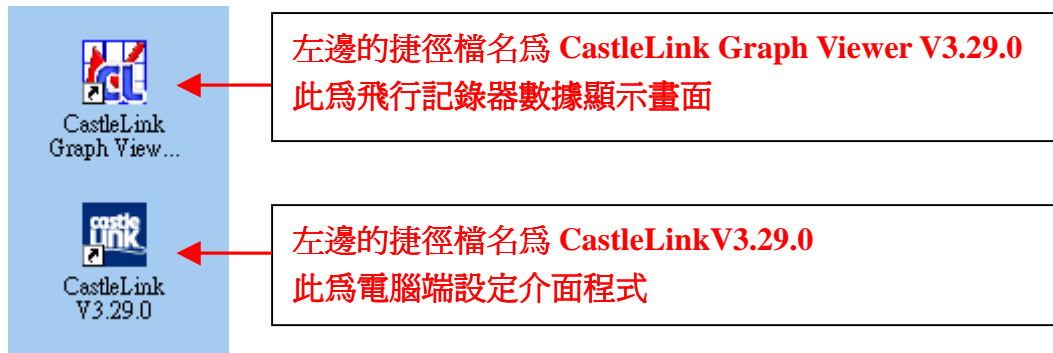 左邊的捷徑檔名爲 CastleLink Graph Viewer V3.29.0
此爲飛行記錄器數據顯示畫面
CL
CastleLink
Graph View...
左邊的捷徑檔名爲 CastleLinkV3.29.0
此爲電腦端設定介面程式
castle
link
CastleLink
V3.29.0